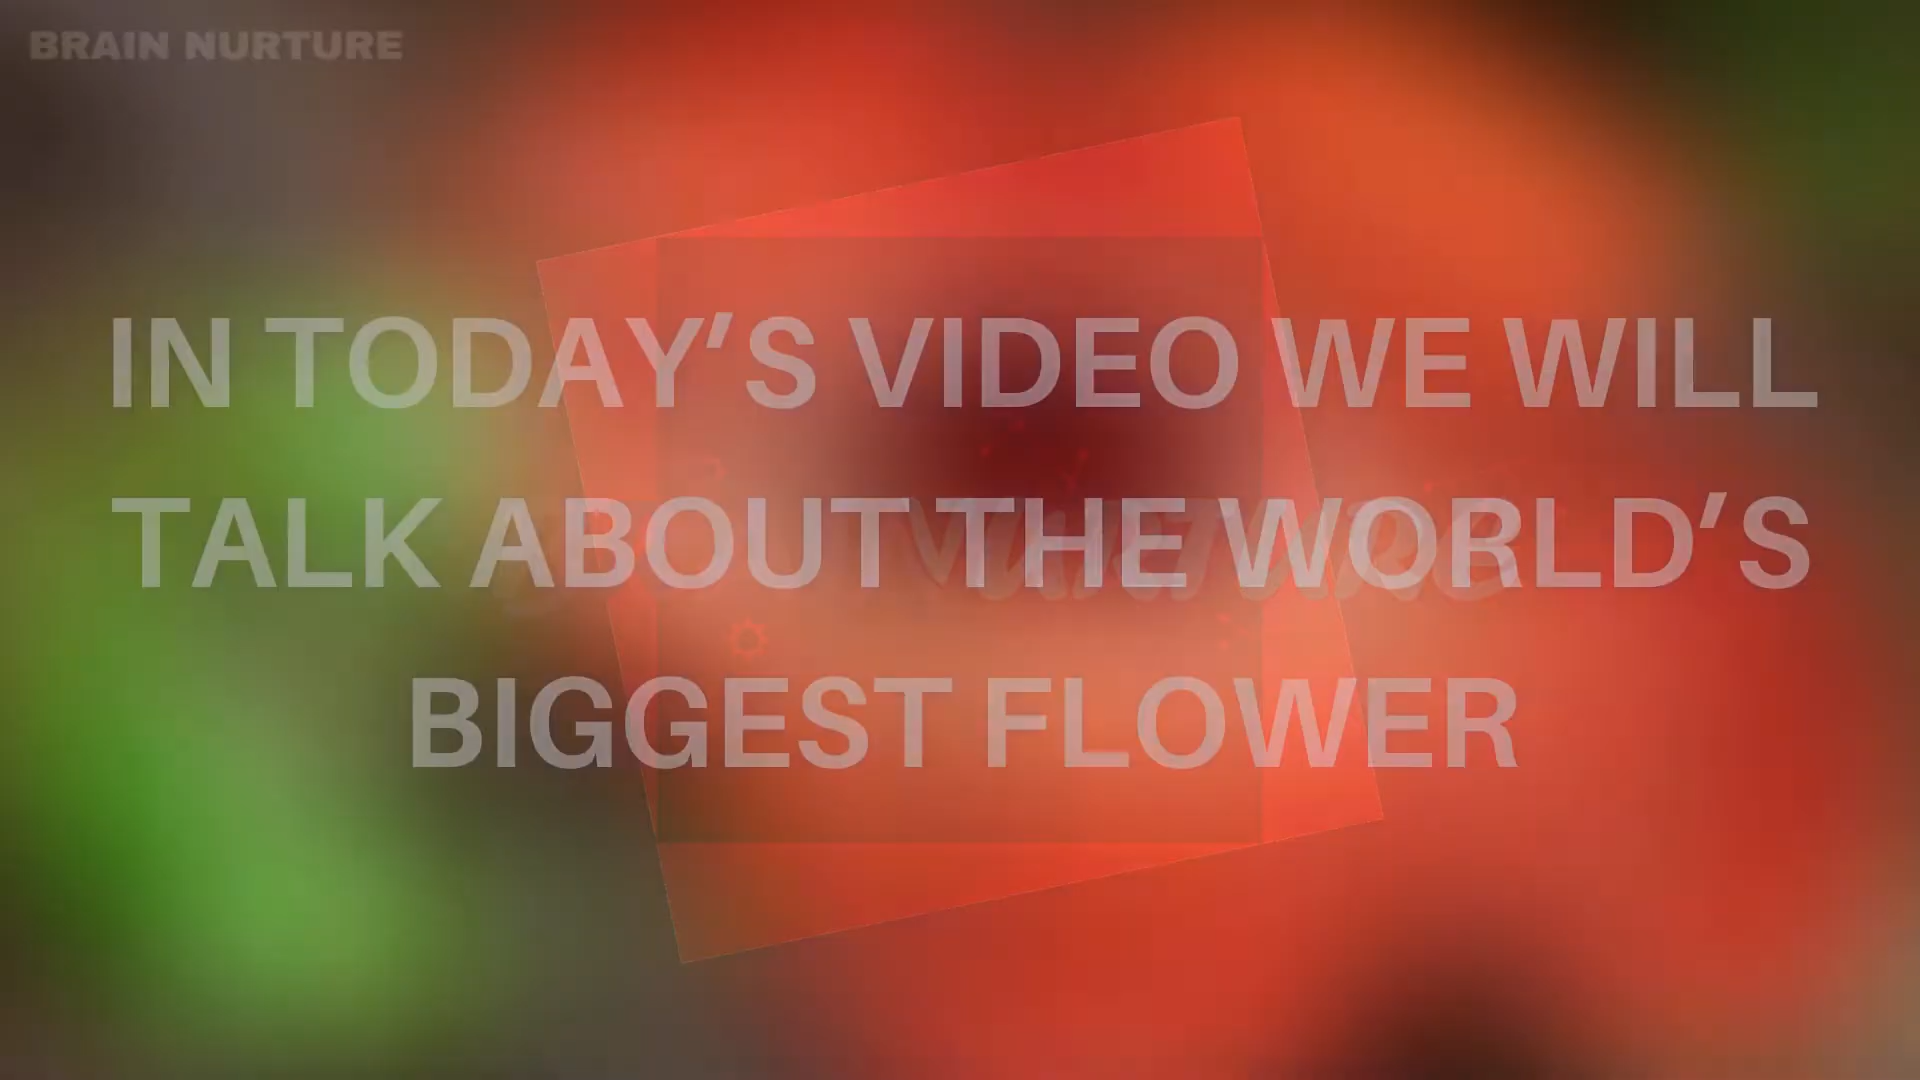 BRAIN NURTURE
IN TODAY’S VIDEO WE WILL
TALK ABOUT THE WORLD’S
BIGGEST FLOWER